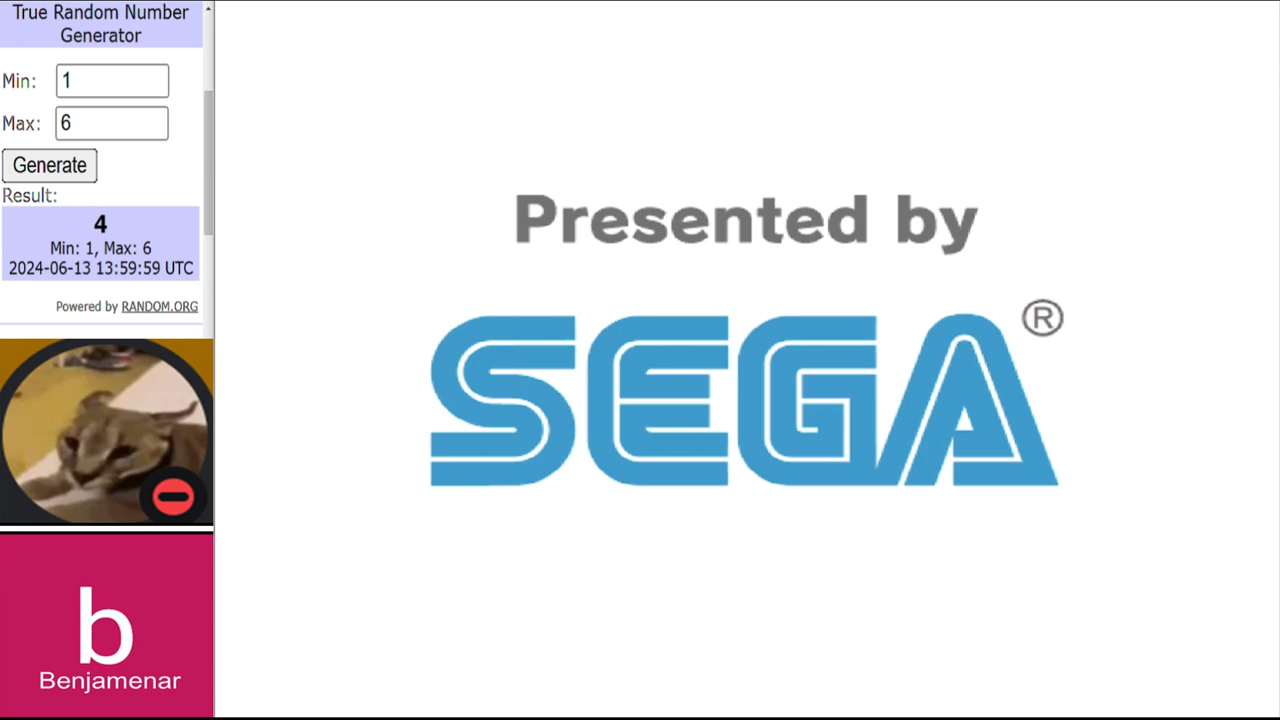 True Random Number
Generator
Min: 1
Max: 6
Generate
Result:
4
Min: 1, Max: 6
2024-06-13 13:59:59 UTC
Powered by RANDOM.ORG
b
Benjamenar
Presented by
SEGA®